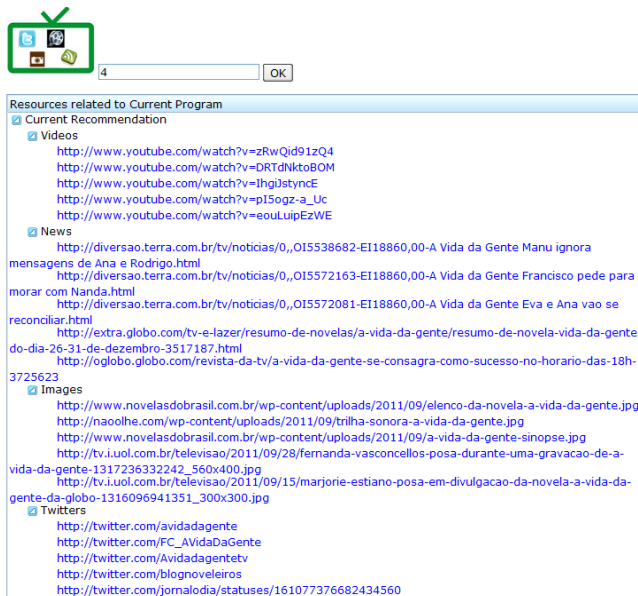 4
OK
Resources related to Current Program
Current Recommendation
Videos
http://www.youtube.com/watch?v=zRwQid91zQ4
http://www.youtube.com/watch?v=DRTdNktoBOM
http://www.youtube.com/watch?v=IhgiJstyncE
http://www.youtube.com/watch?v=pI5ogz-a_Uc
http://www.youtube.com/watch?v=eouLuipEzWE
News
http://diversao.terra.com.br/tv/noticias/0,,OI5538682-EI18860,00-A Vida da Gente Manu ignora
mensagens de Ana e Rodrigo.html
http://diversao.terra.com.br/tv/noticias/0,,OI5572163-EI18860,00-A Vida da Gente Francisco pede para
morar com Nanda.html
http://diversao.terra.com.br/tv/noticias/0,,OI5572081-EI18860,00-A Vida da Gente Eva e Ana vao se
reconciliar.html
http://extra.globo.com/tv-e-lazer/resumo-de-novelas/a-vida-da-gente/resumo-de-novela-vida-da-gente
do-dia-26-31-de-dezembro-3517187.html
http://oglobo.globo.com/revista-da-tv/a-vida-da-gente-se-consagra-como-sucesso-no-horario-das-18h-
3725623
Images
http://www.novelasdobrasil.com.br/wp-content/uploads/2011/09/elenco-da-novela-a-vida-da-gente.jpg
http://naoolhe.com/wp-content/uploads/2011/09/trilha-sonora-a-vida-da-gente.jpg
http://www.novelasdobrasil.com.br/wp-content/uploads/2011/09/a-vida-da-gente-sinopse.jpg
http://tv.i.uol.com.br/televisao/2011/09/28/fernanda-vasconcellos-posa-durante-uma-gravacao-de-a-
vida-da-gente-1317236332242_560x400.jpg
http://tv.i.uol.com.br/televisao/2011/09/15/marjorie-estiano-posa-em-divulgacao-da-novela-a-vida-da-
gente-da-globo-1316096941351_300x300.jpg
Twitters
http://twitter.com/avidadagente
http://twitter.com/FC_AVidaDaGente
http://twitter.com/Avidadagentetv
http://twitter.com/blognoveleiros
http://twitter.com/jornalodia/statuses/161077376682434560